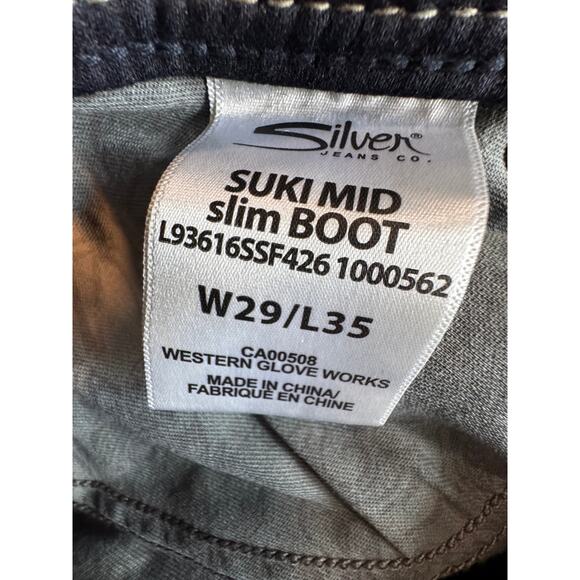 Silver®
JEANS CO.
SUKI MID
slim BOOT
L93616SSF426 1000562
W29/L35
CA00508
WESTERN GLOVE WORKS
MADE IN CHINA/
FABRIQUÉ EN CHINE